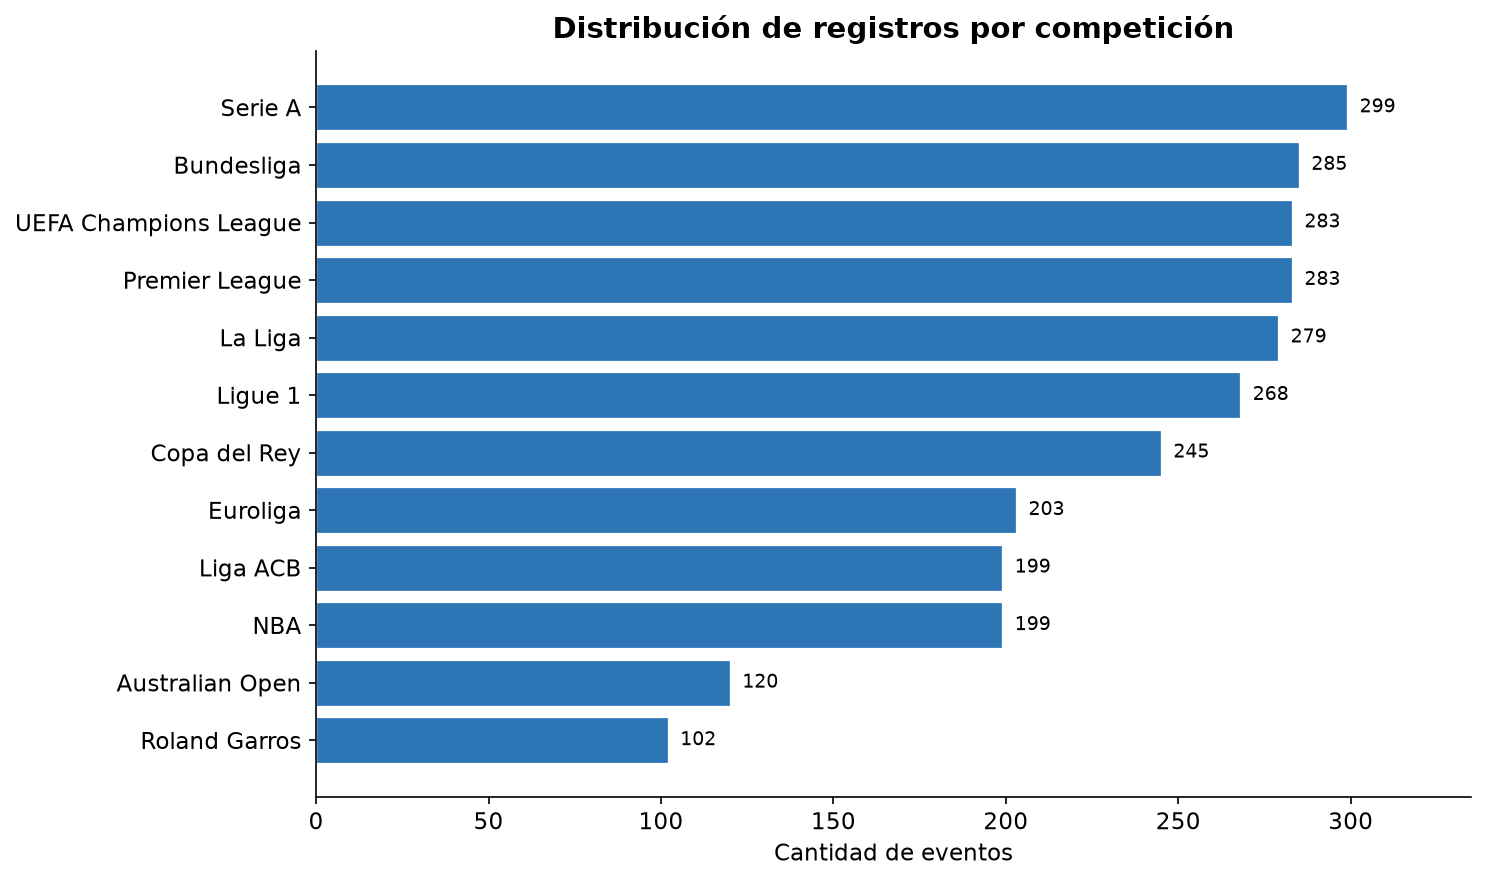 Distribución de registros por competición
Serie A 299
Bundesliga 285
UEFA Champions League 283
Premier League 283
La Liga 279
Ligue 1 268
Copa del Rey 245
Euroliga 203
Liga ACB 199
NBA 199
Australian Open 120
Roland Garros 102
0 50 100 150 200 250 300
Cantidad de eventos